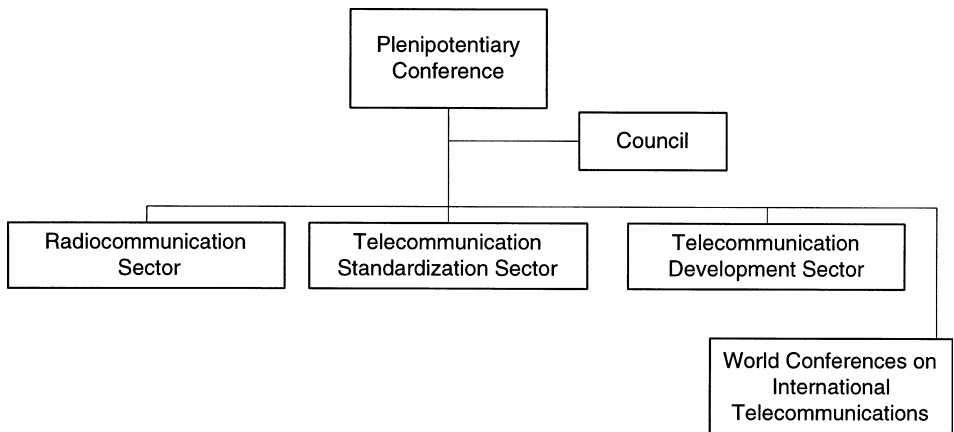 Plenipotentiary
Conference
Council
Radiocommunication
Sector
Telecommunication
Standardization Sector
Telecommunication
Development Sector
World Conferences on
International
Telecommunications